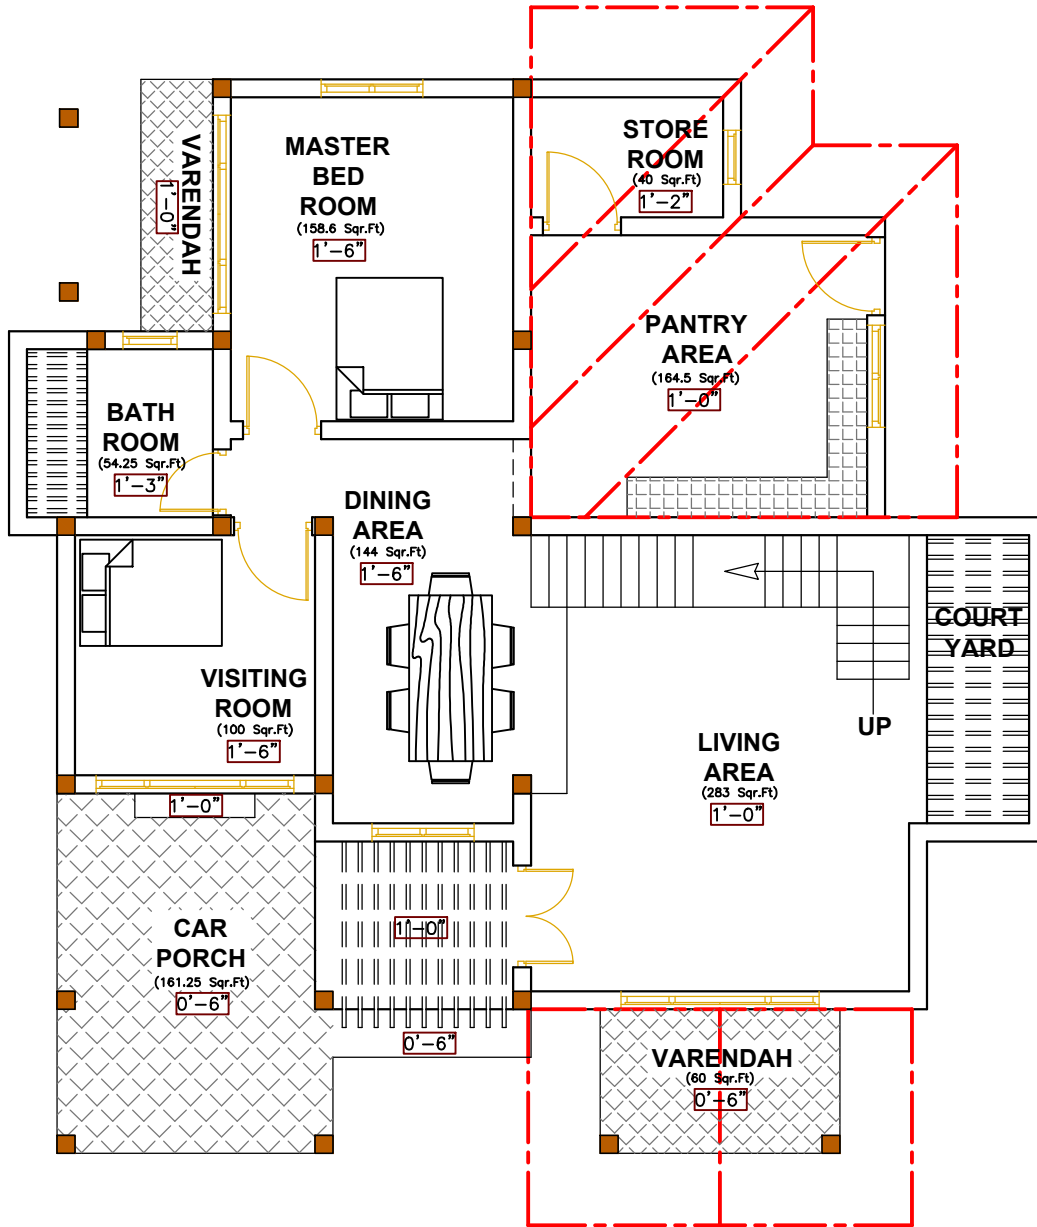 STORE
ROOM
(40 Sqr.Ft)
1'-2"
MASTER
BED
ROOM
(158.6 Sqr.Ft)
1'-6"
VARENDAH
1'-0"
PANTRY
AREA
(164.5 Sqr.Ft)
1'-0"
BATH
ROOM
(54.25 Sqr.Ft)
1'-3"
DINING
AREA
(144 Sqr.Ft)
1'-6"
COURT
YARD
VISITING
ROOM
(100 Sqr.Ft)
1'-6"
UP
LIVING
AREA
(283 Sqr.Ft)
1'-0"
1'-0"
CAR
PORCH
(161.25 Sqr.Ft)
0'-6"
1'-0"
0'-6"
VARENDAH
(60 Sqr.Ft)
0'-6"